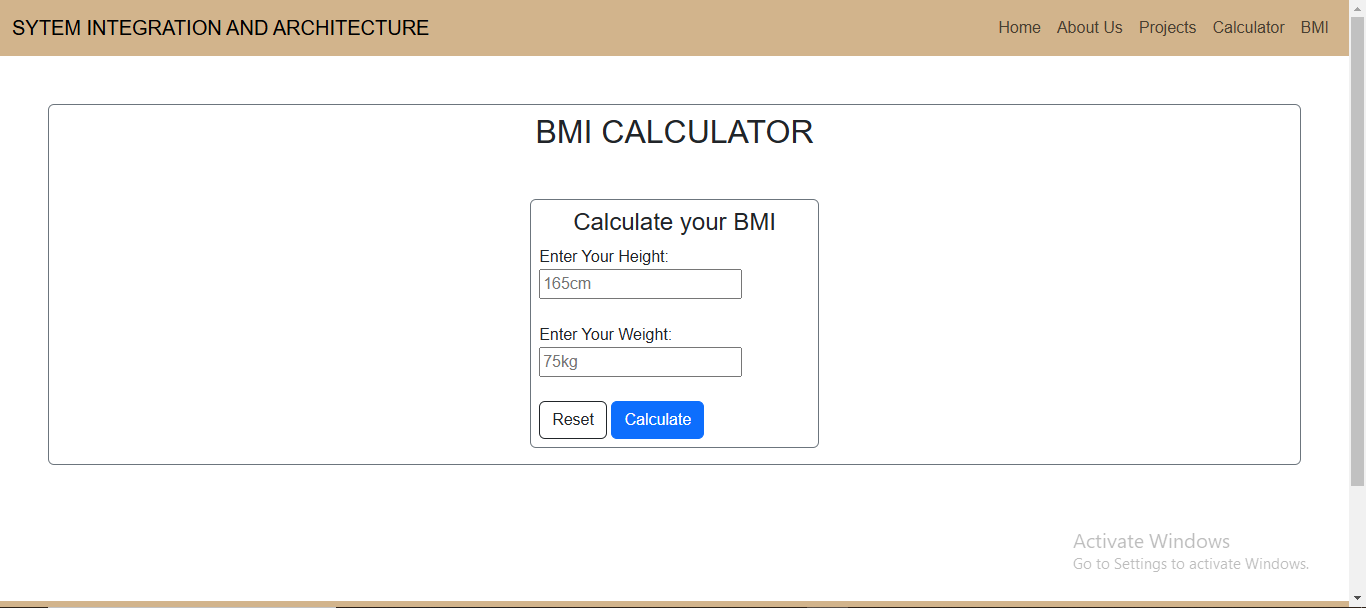 SYTEM INTEGRATION AND ARCHITECTURE
Home About Us Projects Calculator BMI
BMI CALCULATOR
Calculate your BMI
Enter Your Height:
165cm
Enter Your Weight:
75kg
Reset Calculate
Activate Windows
Go to Settings to activate Windows.